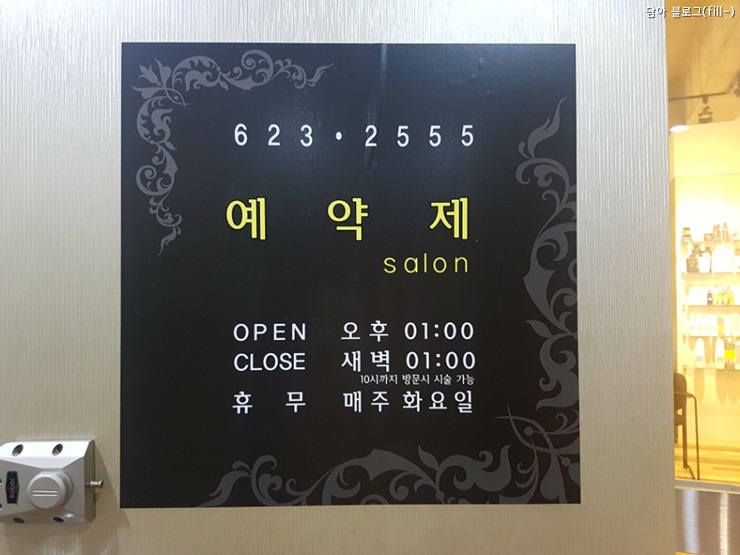 담아 블로그(fill-)
623·2555
예약제
salon
OPEN 오후 01:00
CLOSE 새벽 01:00
10시까지 방문시 시술 가능
휴무 매주 화요일